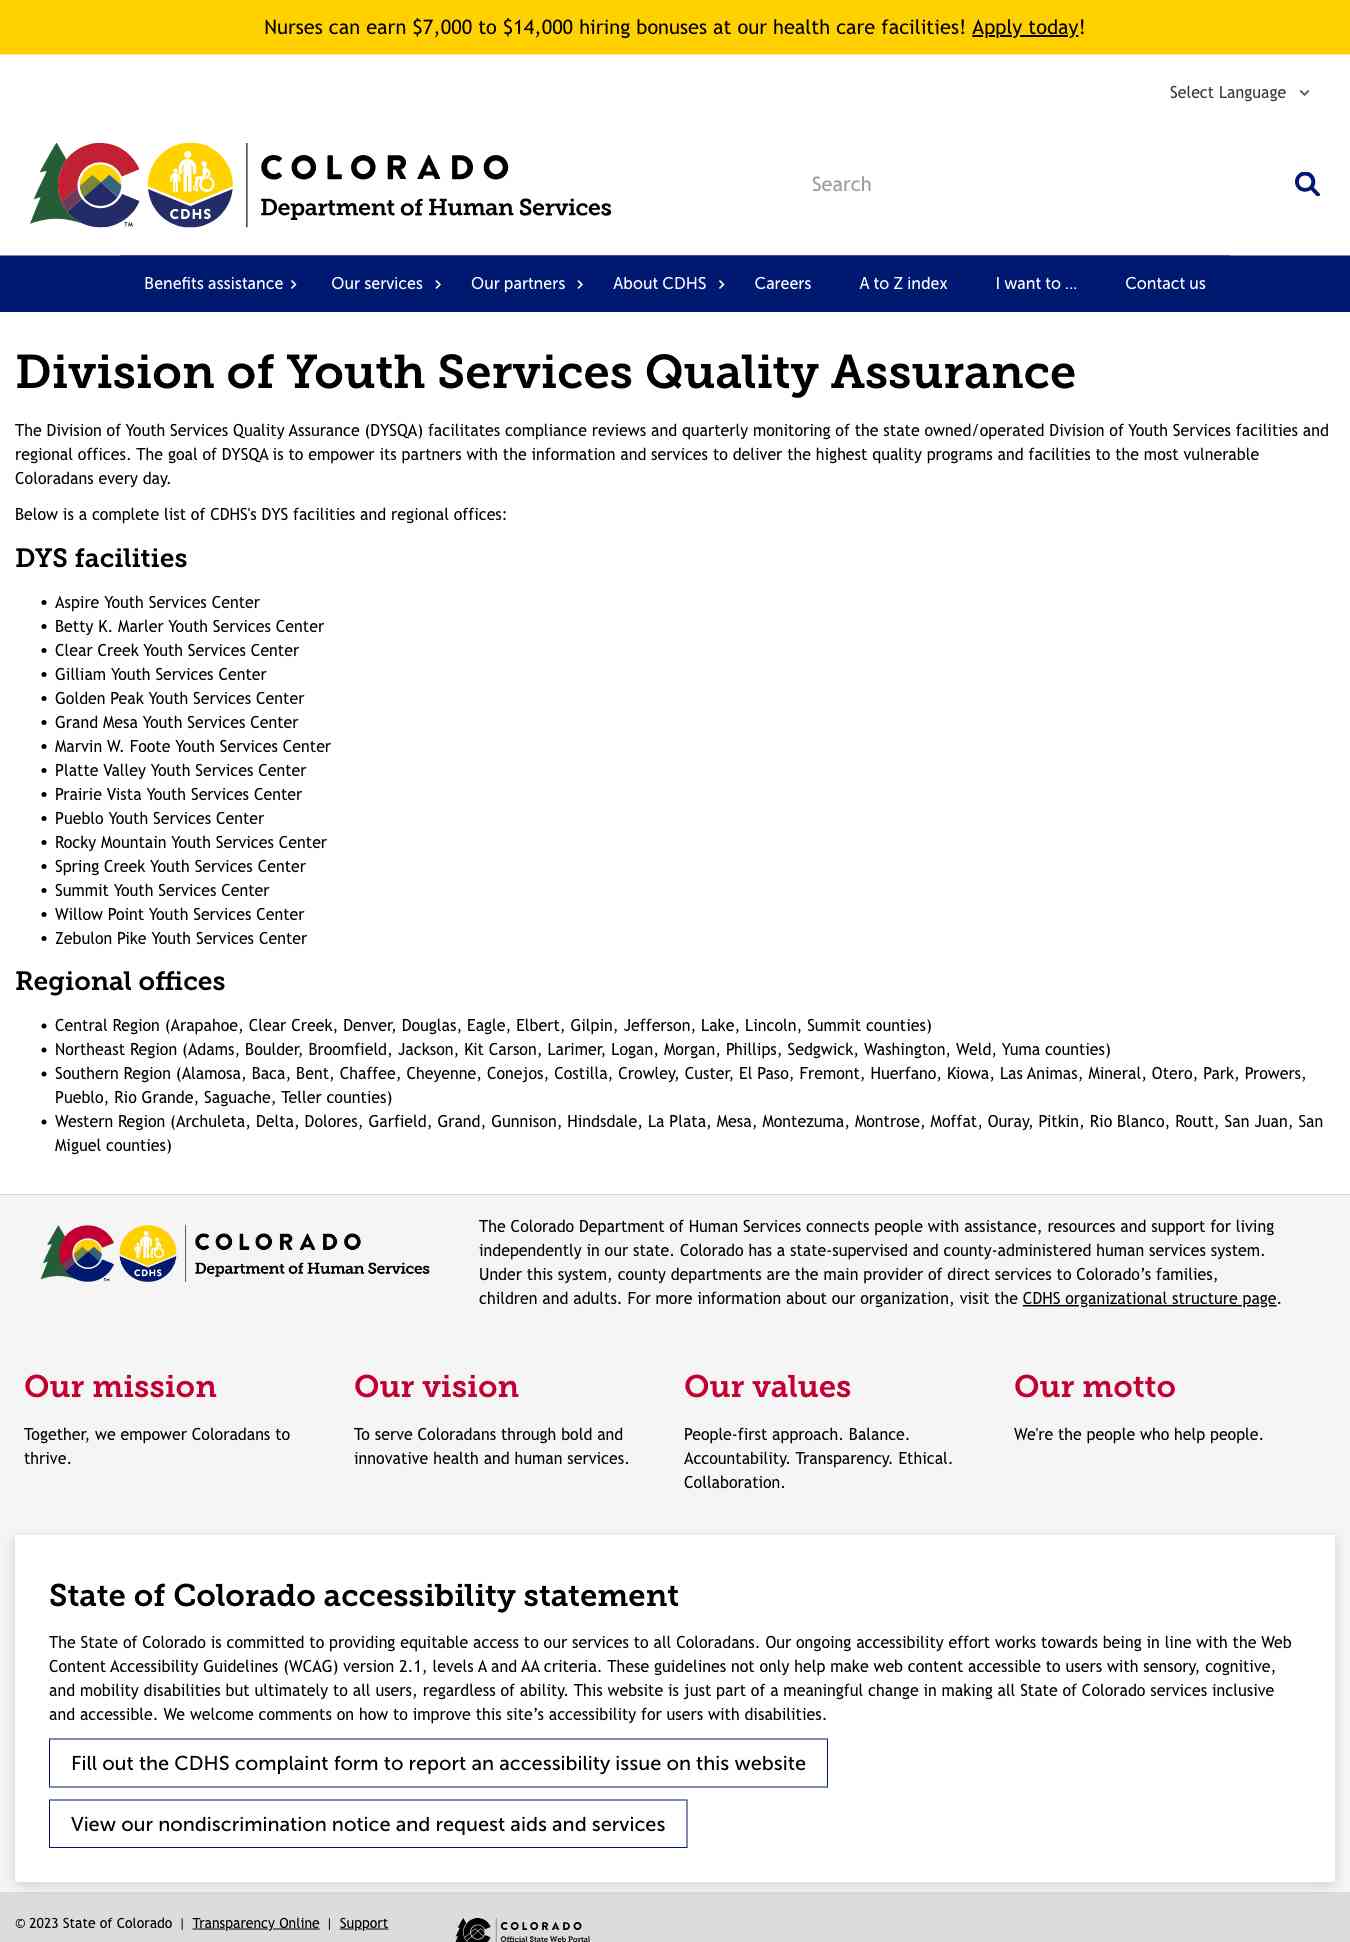 Nurses can earn $7,000 to $14,000 hiring bonuses at our health care facilities! Apply today!
Select Language
COLORADO
Department of Human Services
CDHS
TM
Search
Benefits assistance
Our services
Our partners
About CDHS
Careers
A to Z index
I want to ...
Contact us
Division of Youth Services Quality Assurance
The Division of Youth Services Quality Assurance (DYSQA) facilitates compliance reviews and quarterly monitoring of the state owned/operated Division of Youth Services facilities and
regional offices. The goal of DYSQA is to empower its partners with the information and services to deliver the highest quality programs and facilities to the most vulnerable
Coloradans every day.
Below is a complete list of CDHS's DYS facilities and regional offices:
DYS facilities
• Aspire Youth Services Center
• Betty K. Marler Youth Services Center
• Clear Creek Youth Services Center
• Gilliam Youth Services Center
• Golden Peak Youth Services Center
• Grand Mesa Youth Services Center
• Marvin W. Foote Youth Services Center
• Platte Valley Youth Services Center
• Prairie Vista Youth Services Center
• Pueblo Youth Services Center
• Rocky Mountain Youth Services Center
• Spring Creek Youth Services Center
• Summit Youth Services Center
• Willow Point Youth Services Center
• Zebulon Pike Youth Services Center
Regional offices
• Central Region (Arapahoe, Clear Creek, Denver, Douglas, Eagle, Elbert, Gilpin, Jefferson, Lake, Lincoln, Summit counties)
• Northeast Region (Adams, Boulder, Broomfield, Jackson, Kit Carson, Larimer, Logan, Morgan, Phillips, Sedgwick, Washington, Weld, Yuma counties)
• Southern Region (Alamosa, Baca, Bent, Chaffee, Cheyenne, Conejos, Costilla, Crowley, Custer, El Paso, Fremont, Huerfano, Kiowa, Las Animas, Mineral, Otero, Park, Prowers,
Pueblo, Rio Grande, Saguache, Teller counties)
• Western Region (Archuleta, Delta, Dolores, Garfield, Grand, Gunnison, Hindsdale, La Plata, Mesa, Montezuma, Montrose, Moffat, Ouray, Pitkin, Rio Blanco, Routt, San Juan, San
Miguel counties)
COLORADO
Department of Human Services
CDHS
The Colorado Department of Human Services connects people with assistance, resources and support for living
independently in our state. Colorado has a state-supervised and county-administered human services system.
Under this system, county departments are the main provider of direct services to Colorado’s families,
children and adults. For more information about our organization, visit the CDHS organizational structure page.
Our mission
Together, we empower Coloradans to
thrive.
Our vision
To serve Coloradans through bold and
innovative health and human services.
Our values
People-first approach. Balance.
Accountability. Transparency. Ethical.
Collaboration.
Our motto
We're the people who help people.
State of Colorado accessibility statement
The State of Colorado is committed to providing equitable access to our services to all Coloradans. Our ongoing accessibility effort works towards being in line with the Web
Content Accessibility Guidelines (WCAG) version 2.1, levels A and AA criteria. These guidelines not only help make web content accessible to users with sensory, cognitive,
and mobility disabilities but ultimately to all users, regardless of ability. This website is just part of a meaningful change in making all State of Colorado services inclusive
and accessible. We welcome comments on how to improve this site’s accessibility for users with disabilities.
Fill out the CDHS complaint form to report an accessibility issue on this website
View our nondiscrimination notice and request aids and services
© 2023 State of Colorado | Transparency Online | Support
COLORADO
Official State Web Portal